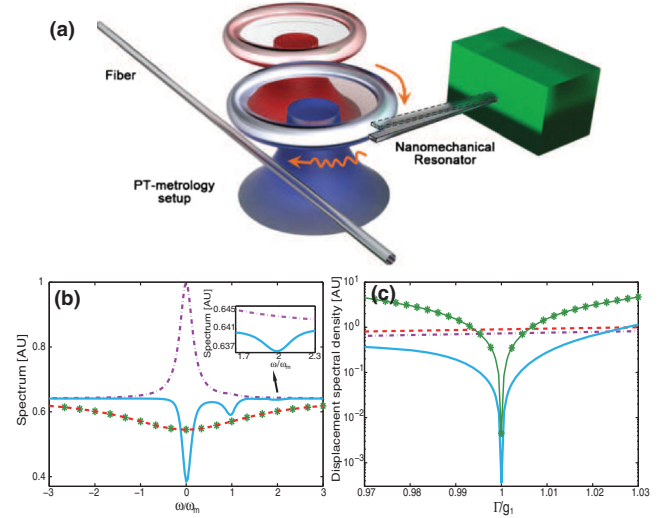 (a)
Fiber
Nanomechanical
Resonator
PT-metrology
setup
(b)
Spectrum [AU]
1
0.8
0.6
0.4
-3
-2
-1
0
1
2
3
ω/ωm
Spectrum [AU]
0.645
0.641
0.637
1.7
2
2.3
ω/ωm
(c)
Displacement spectral density [AU]
10^1
10^0
10^-1
10^-2
10^-3
0.97
0.98
0.99
1
1.01
1.02
1.03
Γ/g1